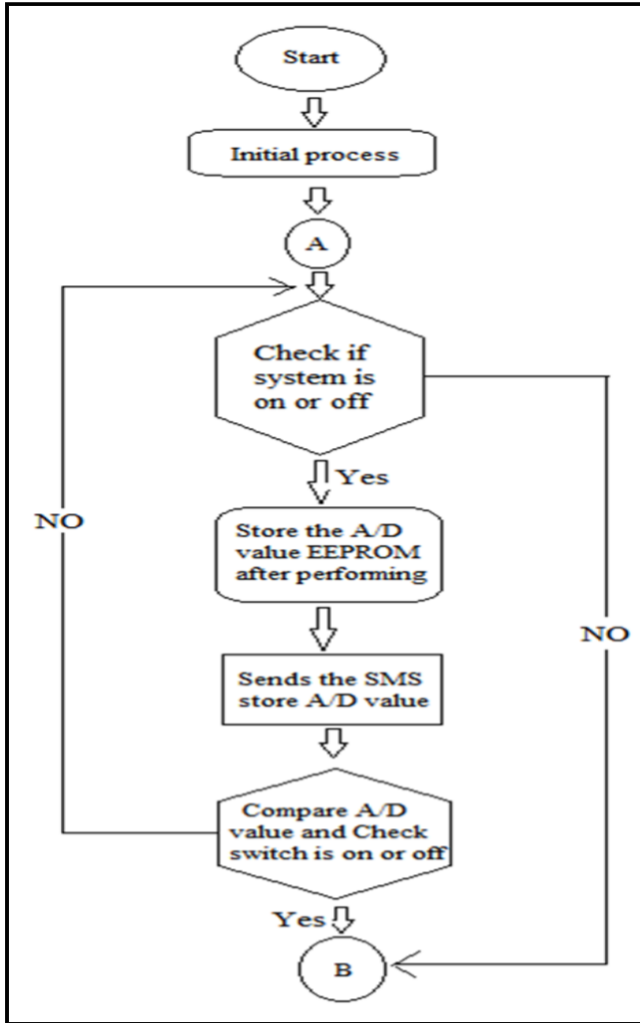 Start
Initial process
A
Check if
system is
on or off
Yes
Store the A/D
value EEPROM
after performing
NO
NO
Sends the SMS
store A/D value
Compare A/D
value and Check
switch is on or off
Yes
B